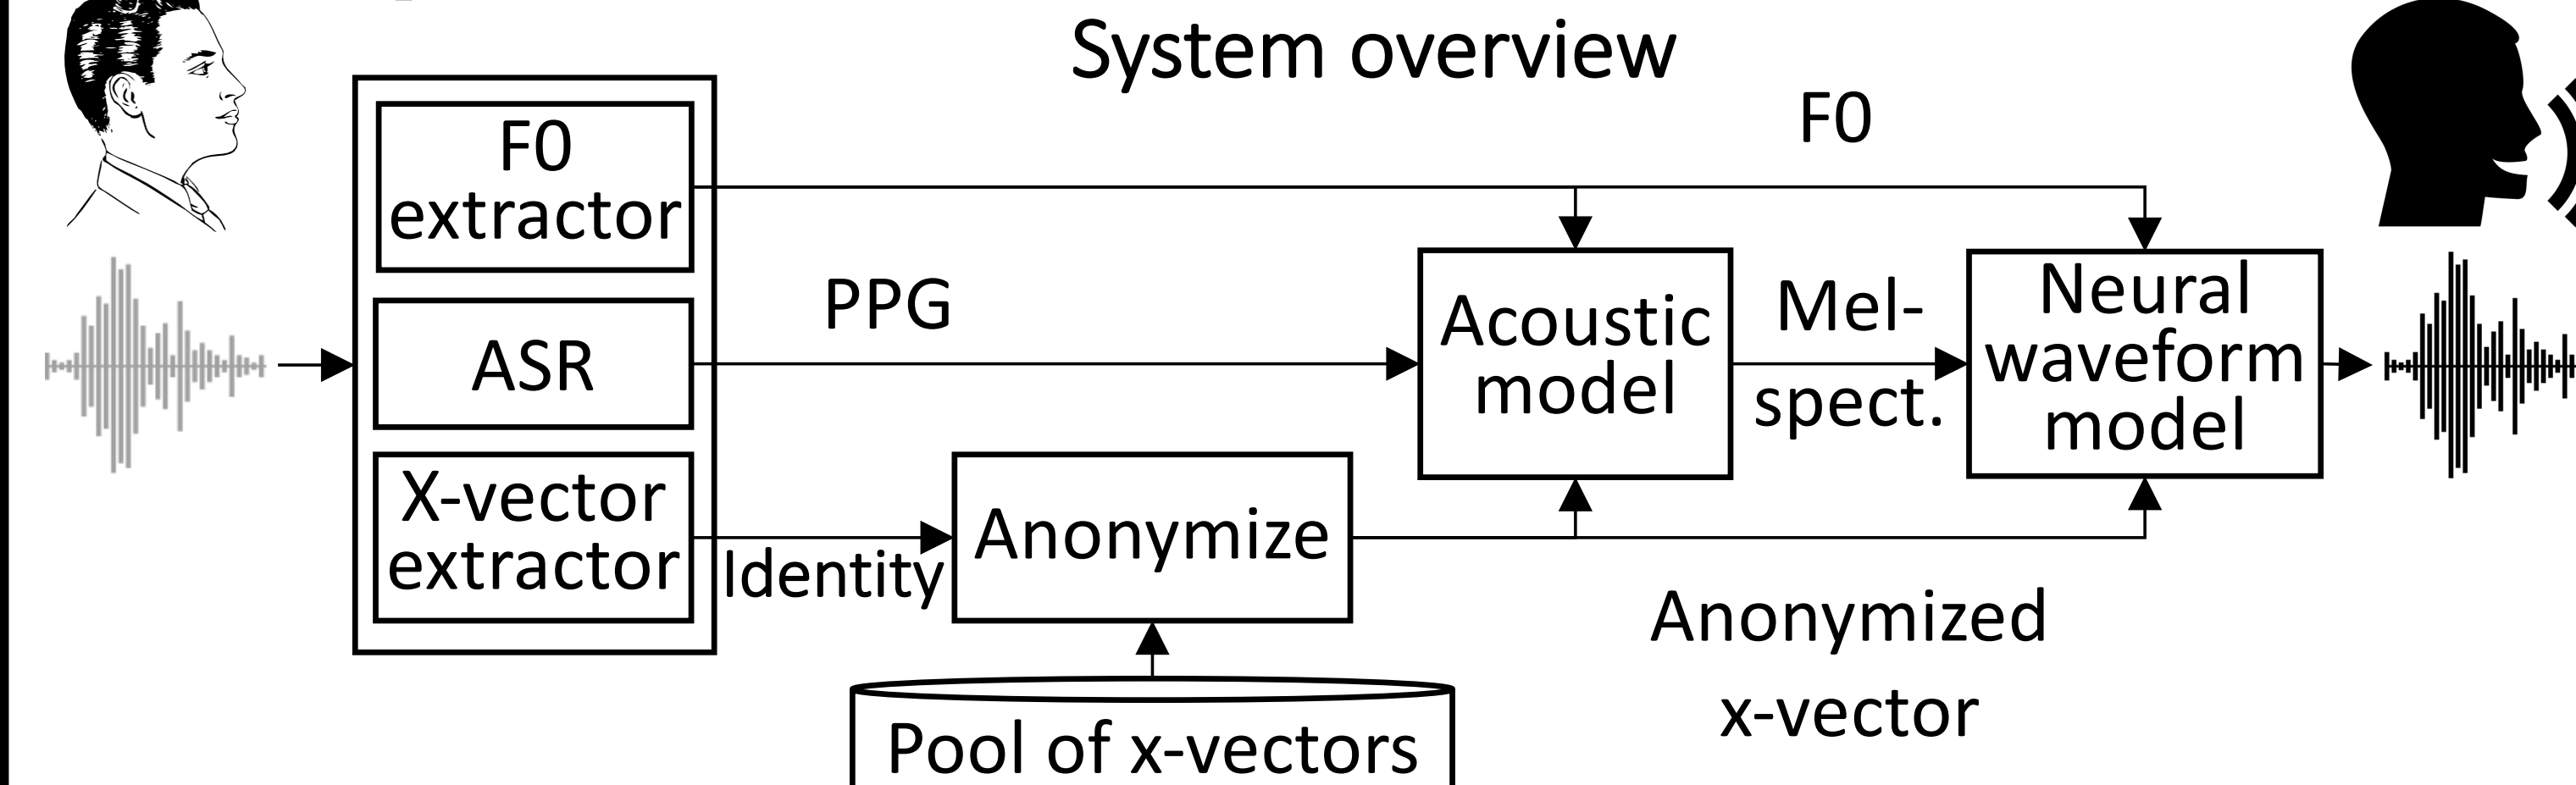 System overview
F0
extractor
F0
ASR
PPG
X-vector
extractor
Identity
Anonymize
Acoustic
model
Mel-
spect.
Neural
waveform
model
Anonymized
x-vector
Pool of x-vectors